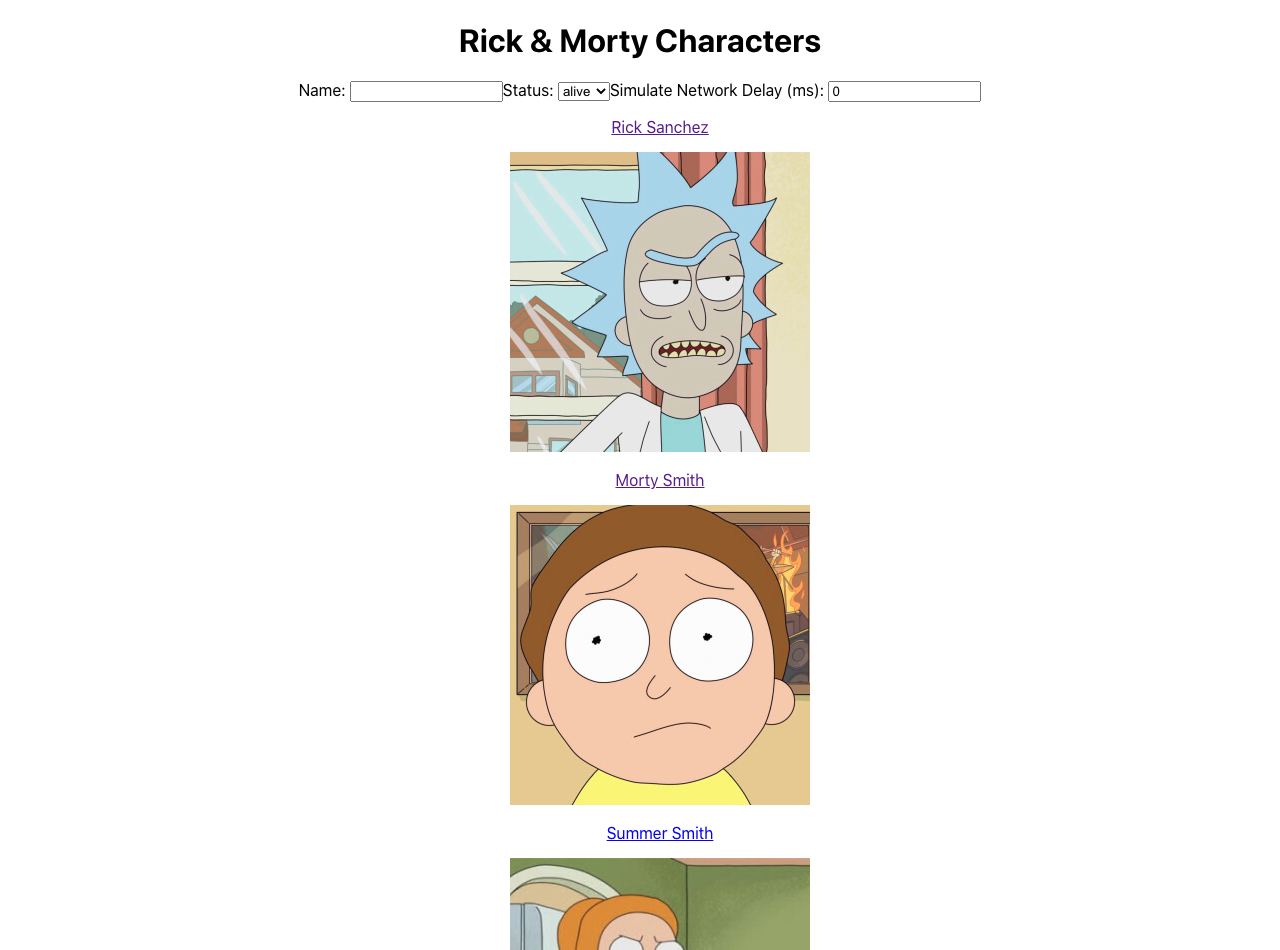 Rick & Morty Characters
Name: Status: alive Simulate Network Delay (ms): 0
Rick Sanchez
Morty Smith
Summer Smith